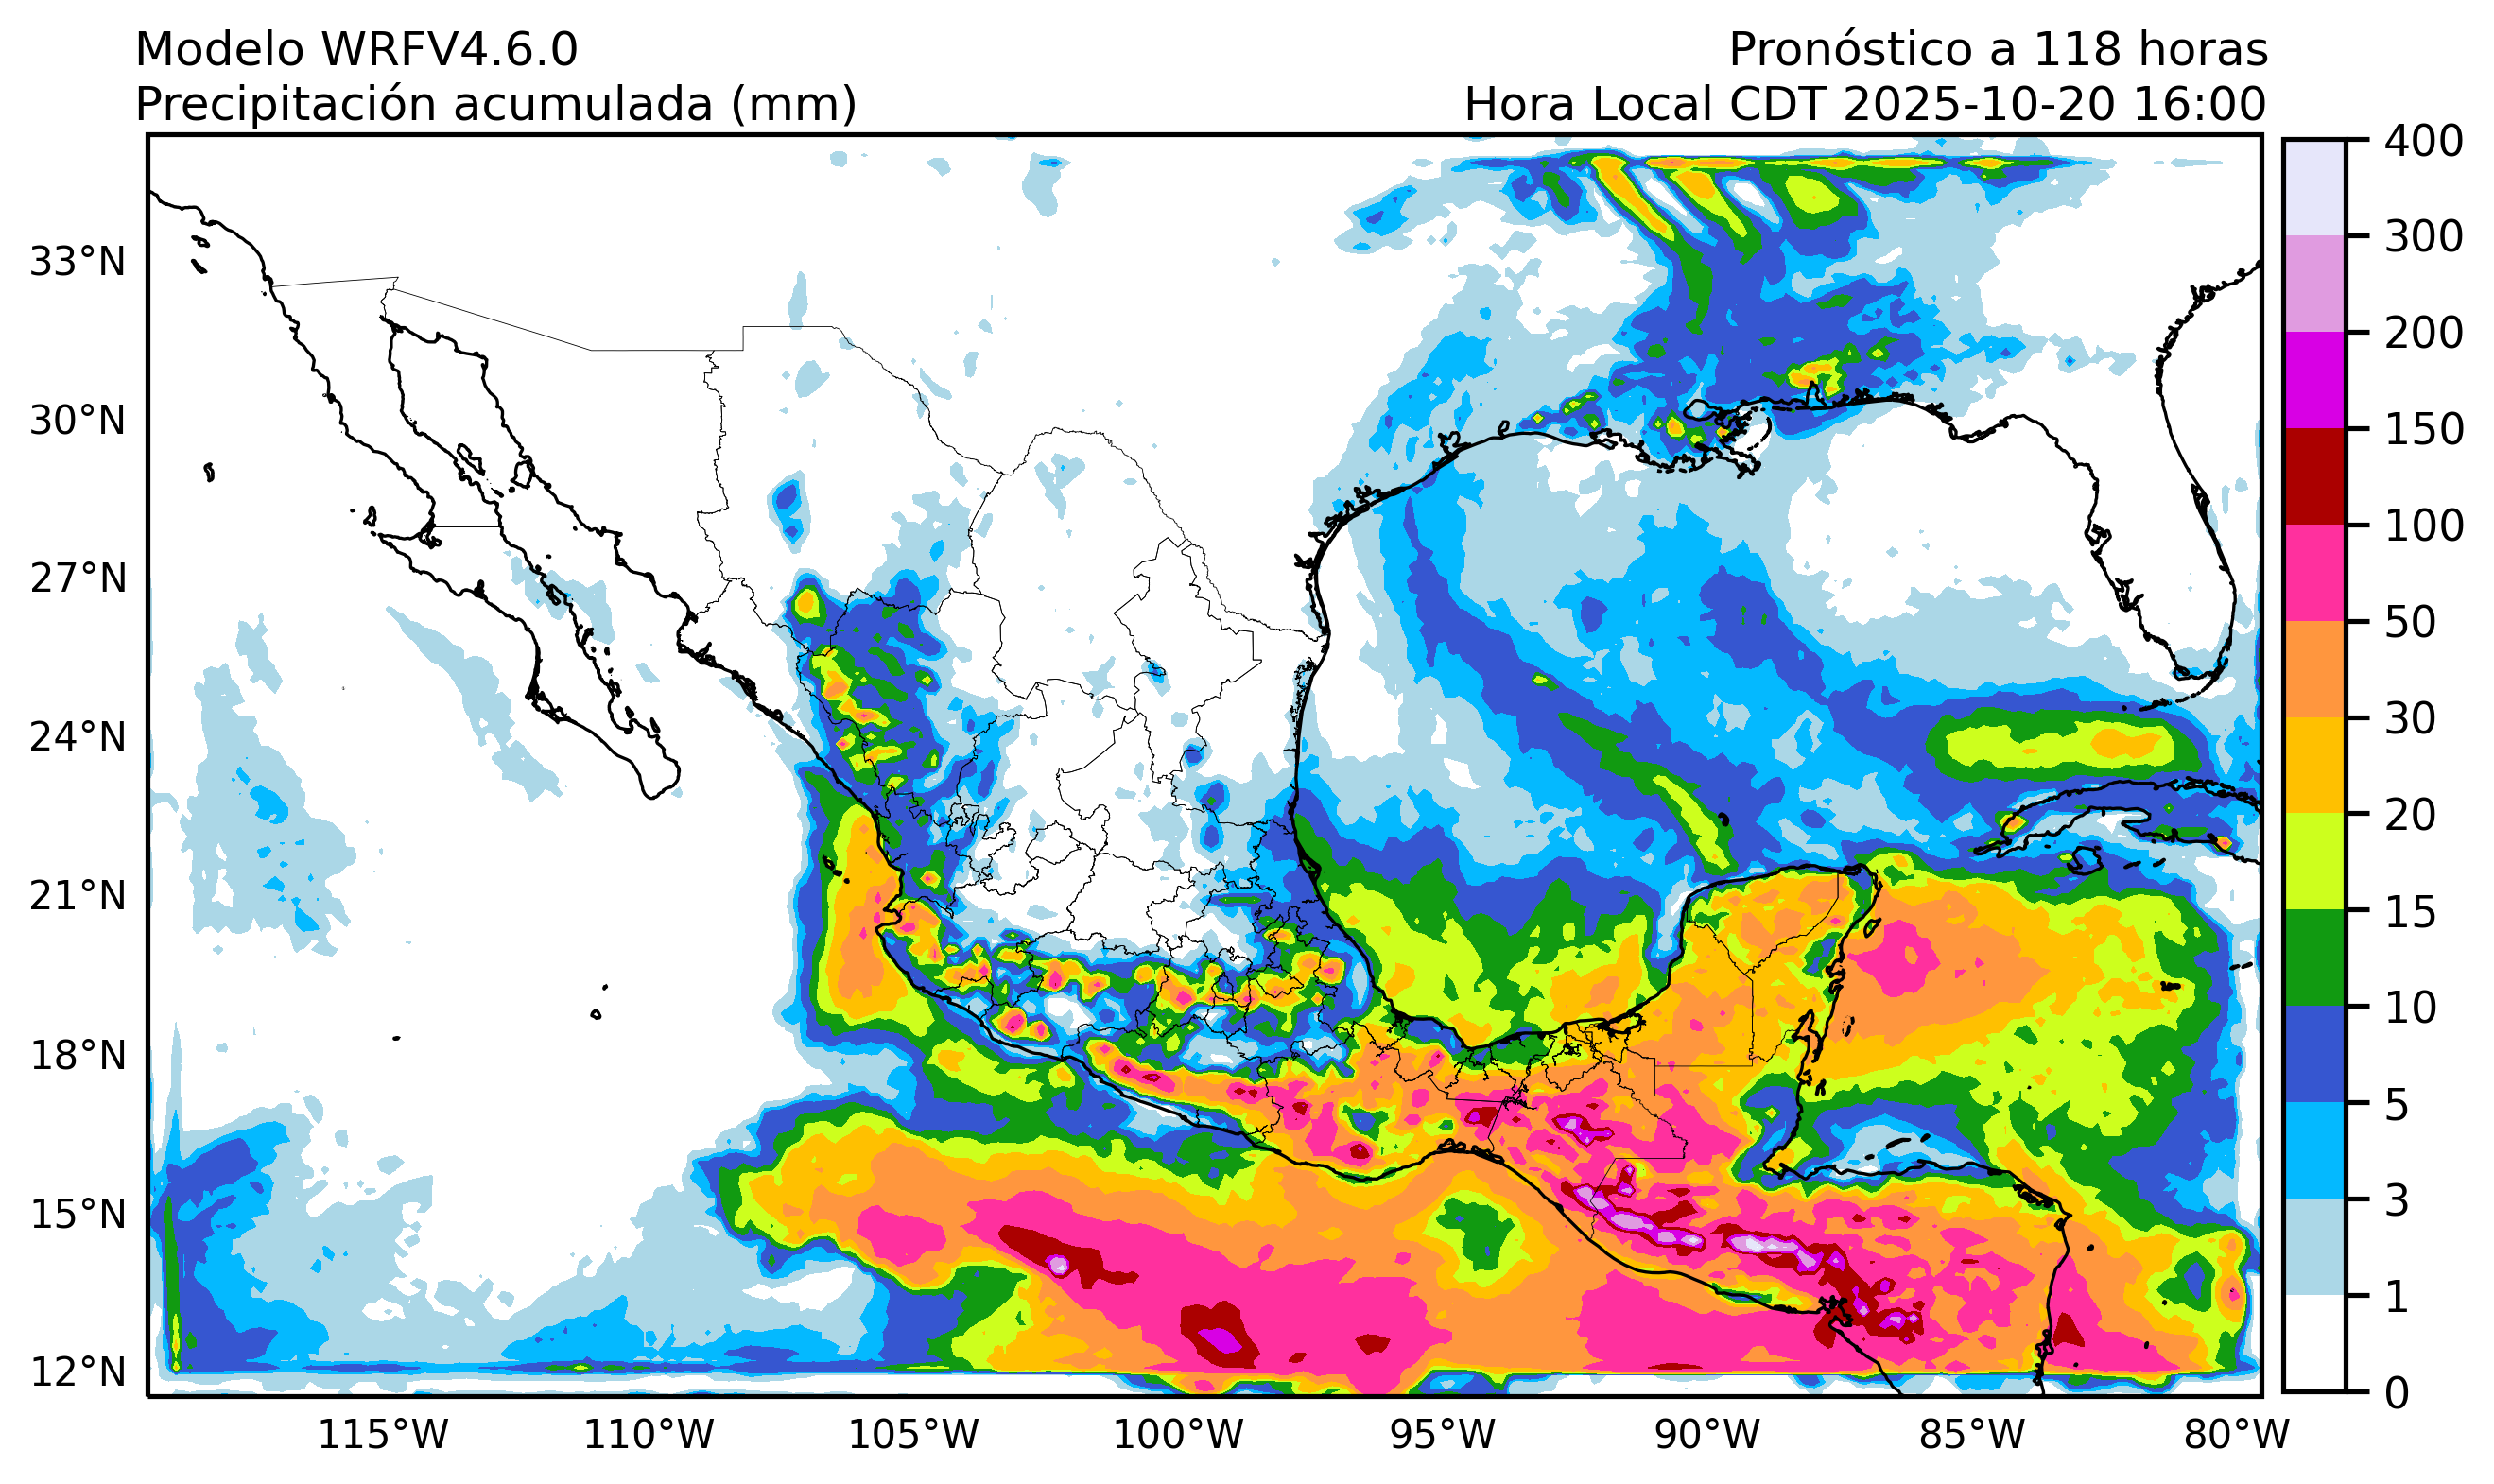 Modelo WRFV4.6.0
Pronóstico a 118 horas
Precipitación acumulada (mm)
Hora Local CDT 2025-10-20 16:00
33°N
30°N
27°N
24°N
21°N
18°N
15°N
12°N
115°W
110°W
105°W
100°W
95°W
90°W
85°W
80°W
400
300
200
150
100
50
30
20
15
10
5
3
1
0